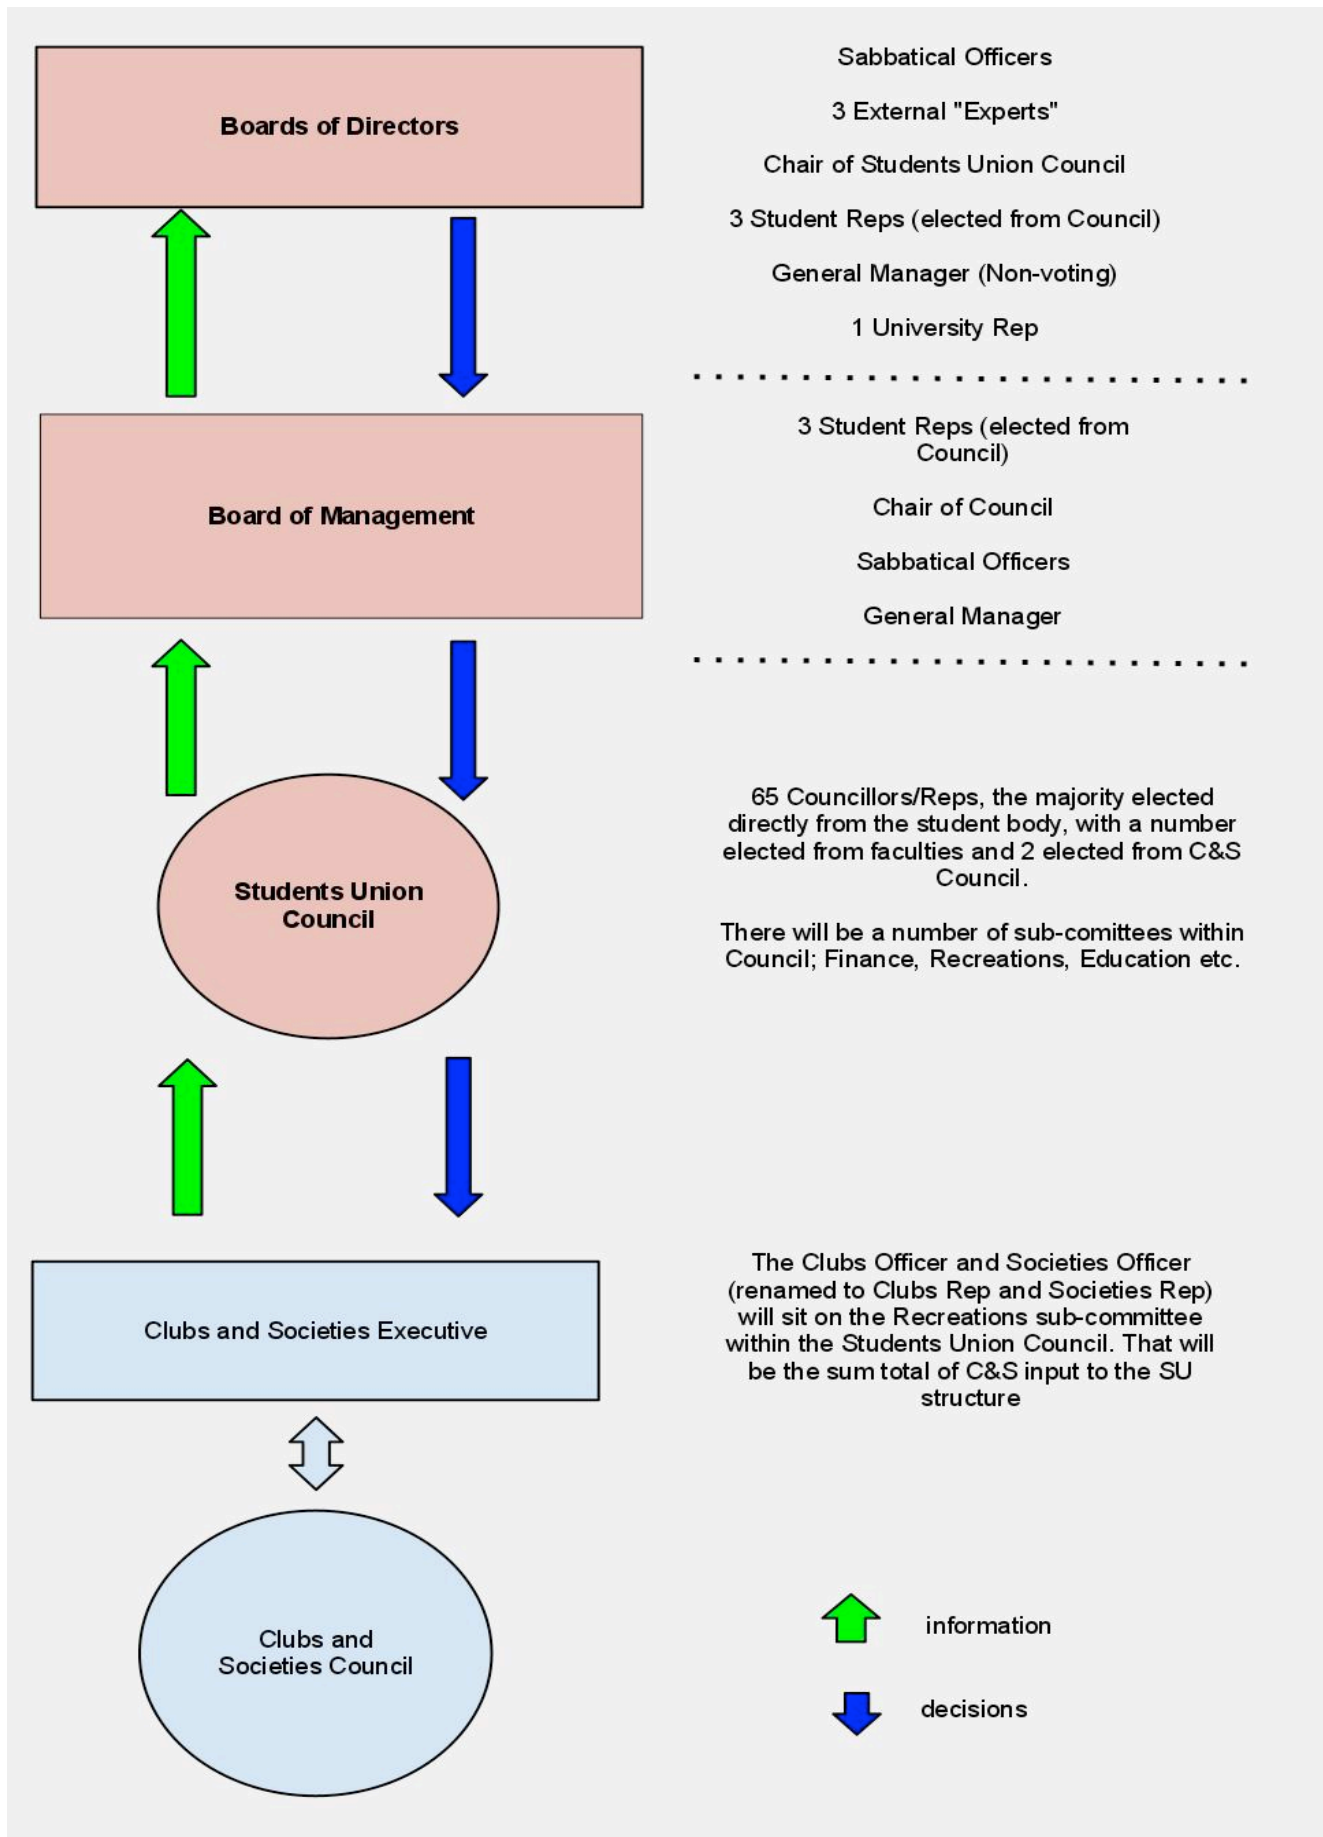 Boards of Directors
Sabbatical Officers
3 External "Experts"
Chair of Students Union Council
3 Student Reps (elected from Council)
General Manager (Non-voting)
1 University Rep
Board of Management
3 Student Reps (elected from
Council)
Chair of Council
Sabbatical Officers
General Manager
Students Union
Council
65 Councillors/Reps, the majority elected
directly from the student body, with a number
elected from faculties and 2 elected from C&S
Council.
There will be a number of sub-comittees within
Council; Finance, Recreations, Education etc.
Clubs and Societies Executive
The Clubs Officer and Societies Officer
(renamed to Clubs Rep and Societies Rep)
will sit on the Recreations sub-committee
within the Students Union Council. That will
be the sum total of C&S input to the SU
structure
Clubs and
Societies Council
information
decisions